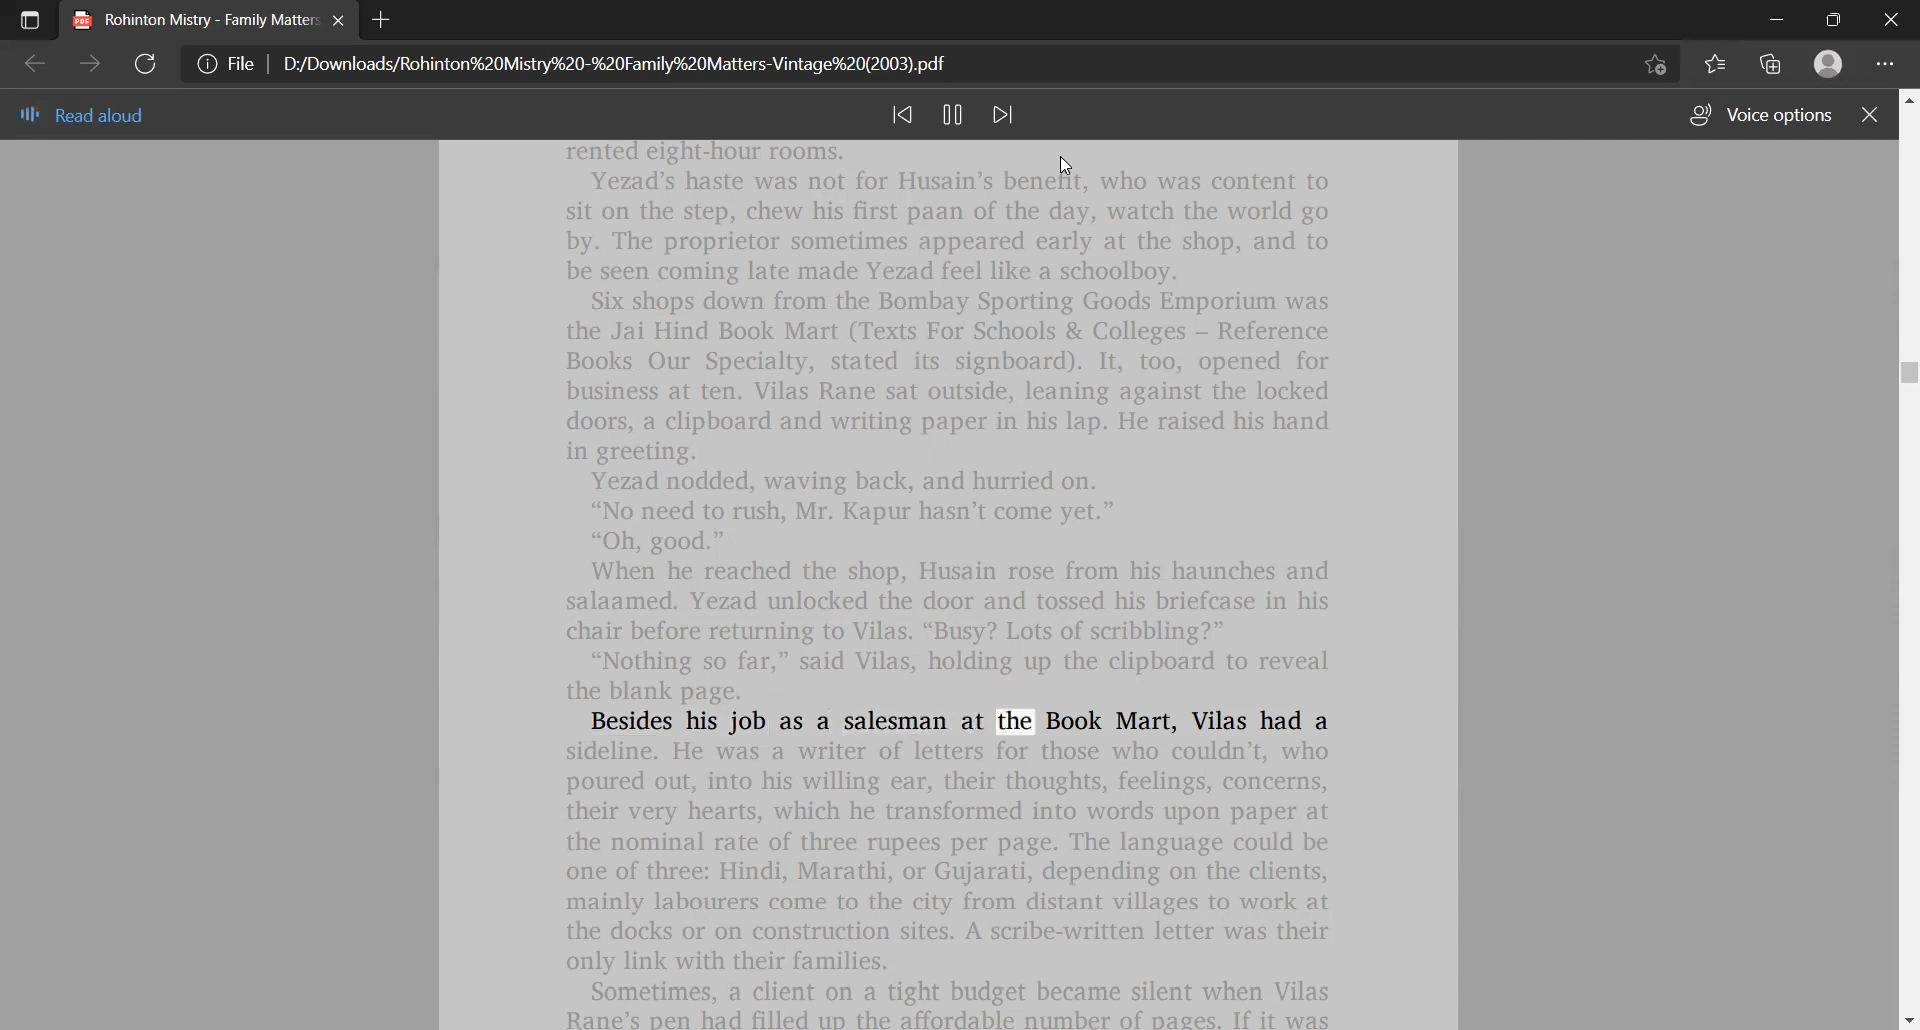 Rohinton Mistry - Family Matters
File
D:/Downloads/Rohinton%20Mistry%20-%20Family%20Matters-Vintage%20(2003).pdf
Read aloud
Voice options
rented eight-hour rooms.
Yezad’s haste was not for Husain’s benefit, who was content to
sit on the step, chew his first paan of the day, watch the world go
by. The proprietor sometimes appeared early at the shop, and to
be seen coming late made Yezad feel like a schoolboy.
Six shops down from the Bombay Sporting Goods Emporium was
the Jai Hind Book Mart (Texts For Schools & Colleges – Reference
Books Our Specialty, stated its signboard). It, too, opened for
business at ten. Vilas Rane sat outside, leaning against the locked
doors, a clipboard and writing paper in his lap. He raised his hand
in greeting.
Yezad nodded, waving back, and hurried on.
“No need to rush, Mr. Kapur hasn’t come yet.”
“Oh, good.”
When he reached the shop, Husain rose from his haunches and
salaamed. Yezad unlocked the door and tossed his briefcase in his
chair before returning to Vilas. “Busy? Lots of scribbling?”
“Nothing so far,” said Vilas, holding up the clipboard to reveal
the blank page.
Besides his job as a salesman at the Book Mart, Vilas had a
sideline. He was a writer of letters for those who couldn’t, who
poured out, into his willing ear, their thoughts, feelings, concerns,
their very hearts, which he transformed into words upon paper at
the nominal rate of three rupees per page. The language could be
one of three: Hindi, Marathi, or Gujarati, depending on the clients,
mainly labourers come to the city from distant villages to work at
the docks or on construction sites. A scribe-written letter was their
only link with their families.
Sometimes, a client on a tight budget became silent when Vilas
Rane’s pen had filled up the affordable number of pages. If it was